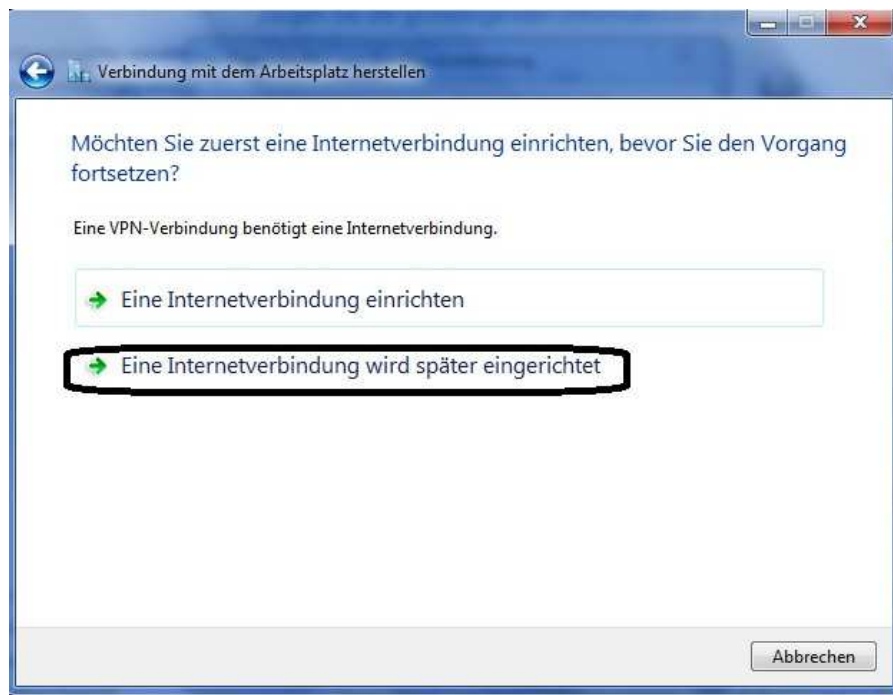 Verbindung mit dem Arbeitsplatz herstellen
Möchten Sie zuerst eine Internetverbindung einrichten, bevor Sie den Vorgang
fortsetzen?
Eine VPN-Verbindung benötigt eine Internetverbindung.
Eine Internetverbindung einrichten
Eine Internetverbindung wird später eingerichtet
Abbrechen